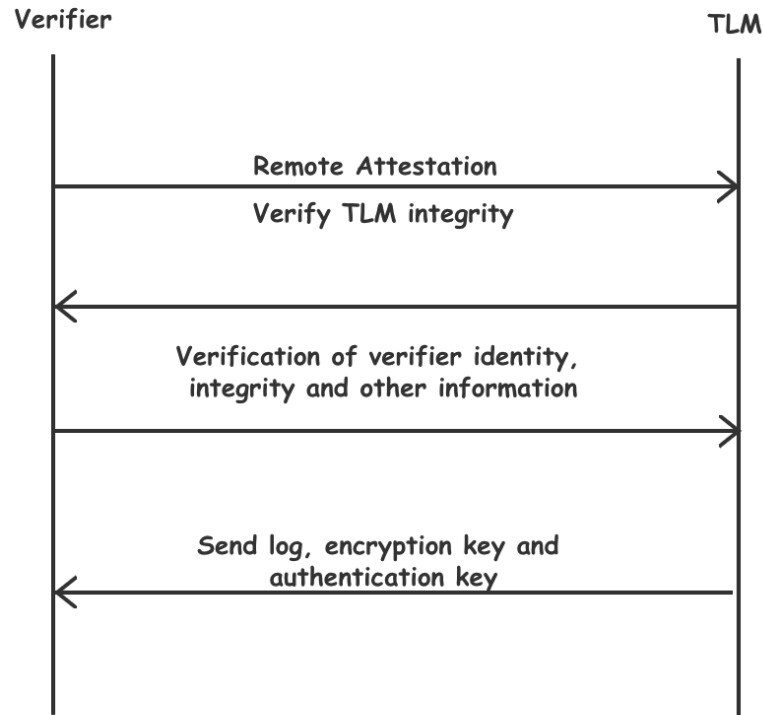 Verifier
TLM
Remote Attestation
Verify TLM integrity
Verification of verifier identity,
integrity and other information
Send log, encryption key and
authentication key